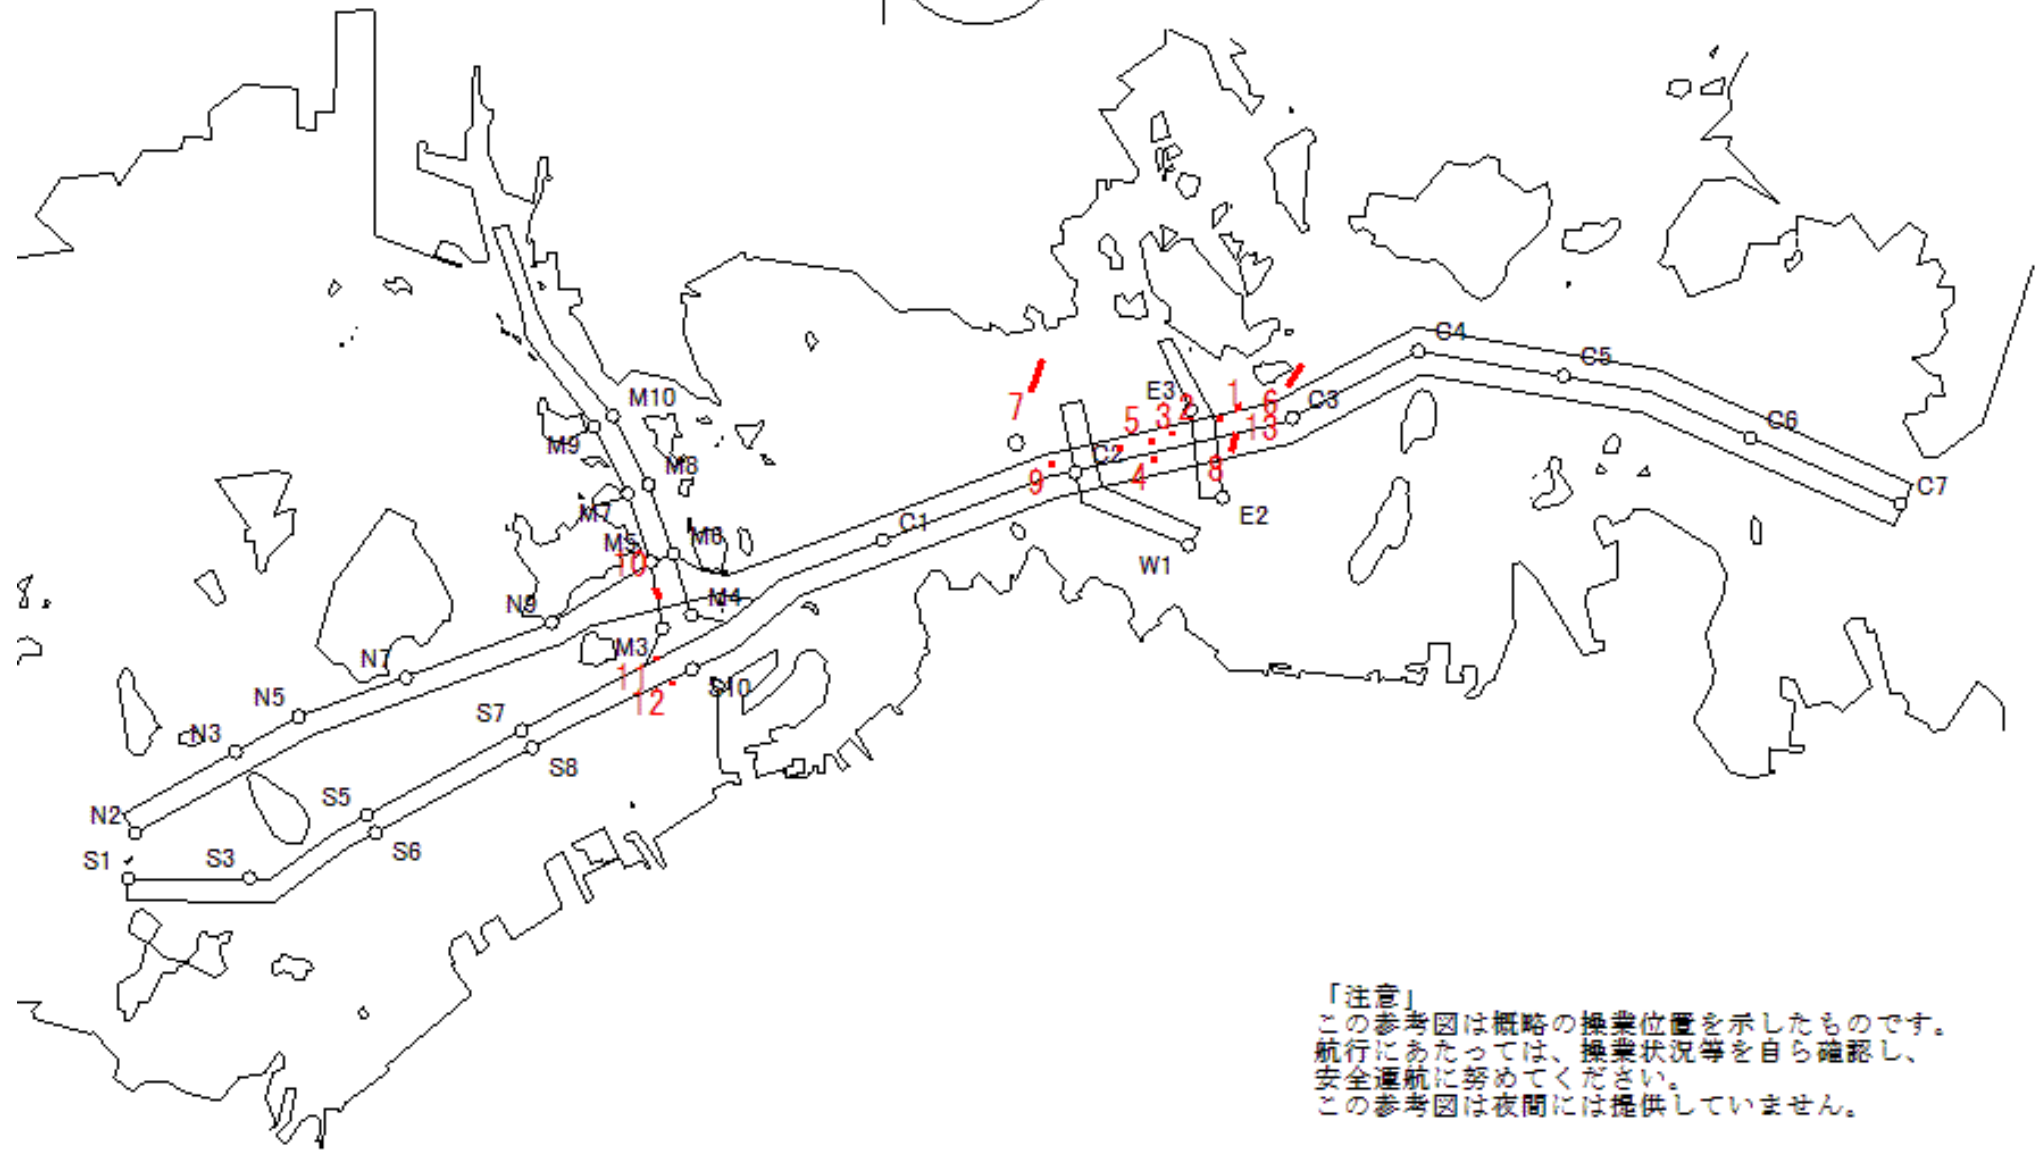 C4
C5
M10
E3
1
6
C3
7
5
3
2
13
C6
M9
M8
C2
9
4
8
C7
M7
E2
M5
M6
C1
10
W1
N9
M4
M3
N7
11
S10
12
N5
S7
N3
S8
S5
N2
S6
S1
S3
「注意」
この参考図は概略の操業位置を示したものです。
航行にあたっては、操業状況等を自ら確認し、
安全運航に努めてください。
この参考図は夜間には提供していません。